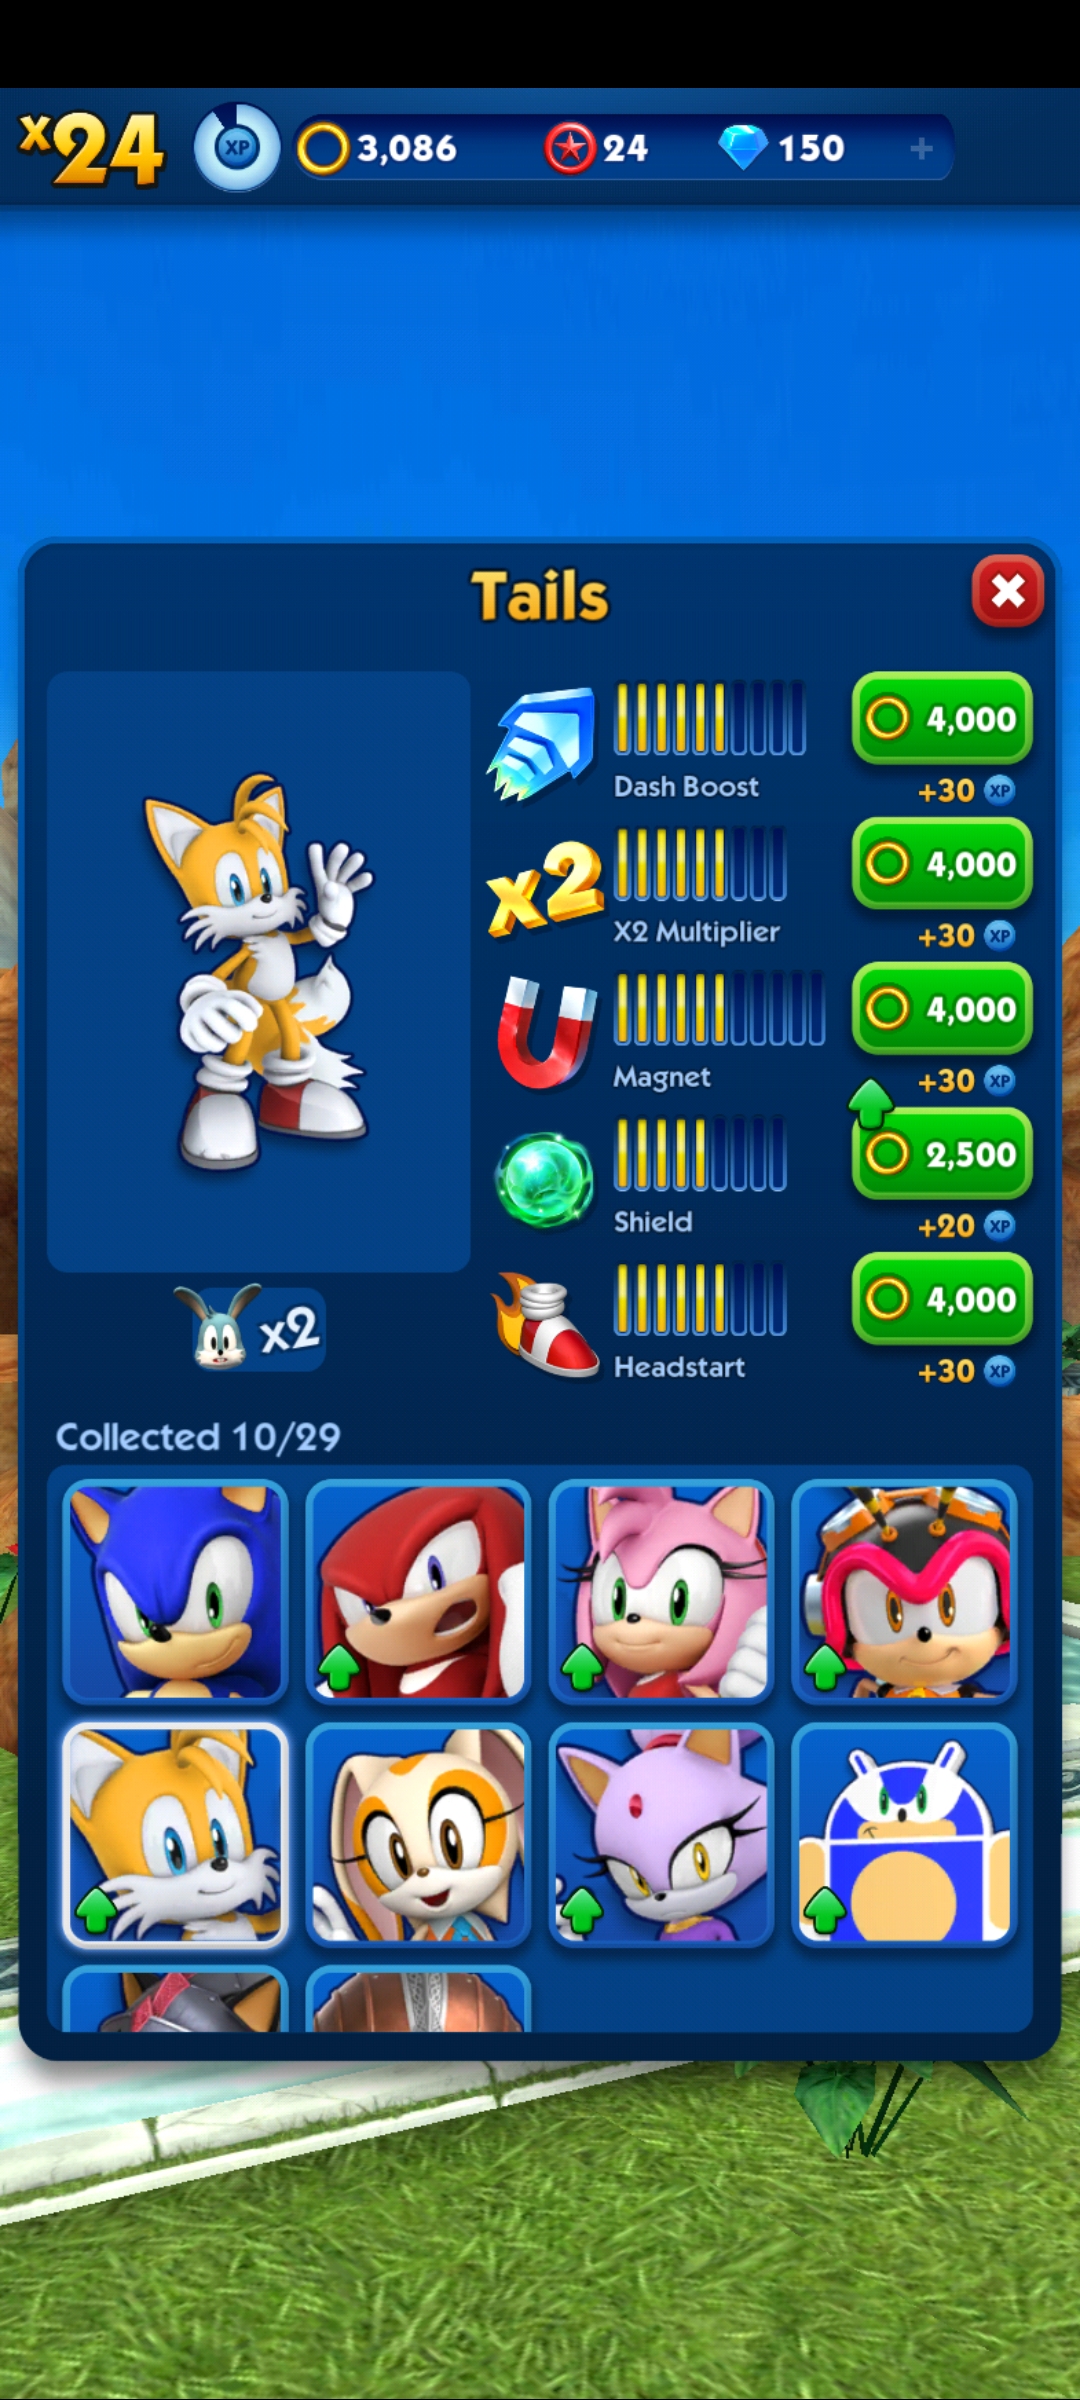 x24
XP
3,086
24
150
+
Tails
Dash Boost
4,000
+30 XP
x2
X2 Multiplier
4,000
+30 XP
Magnet
4,000
+30 XP
Shield
2,500
+20 XP
Headstart
4,000
+30 XP
x2
Collected 10/29